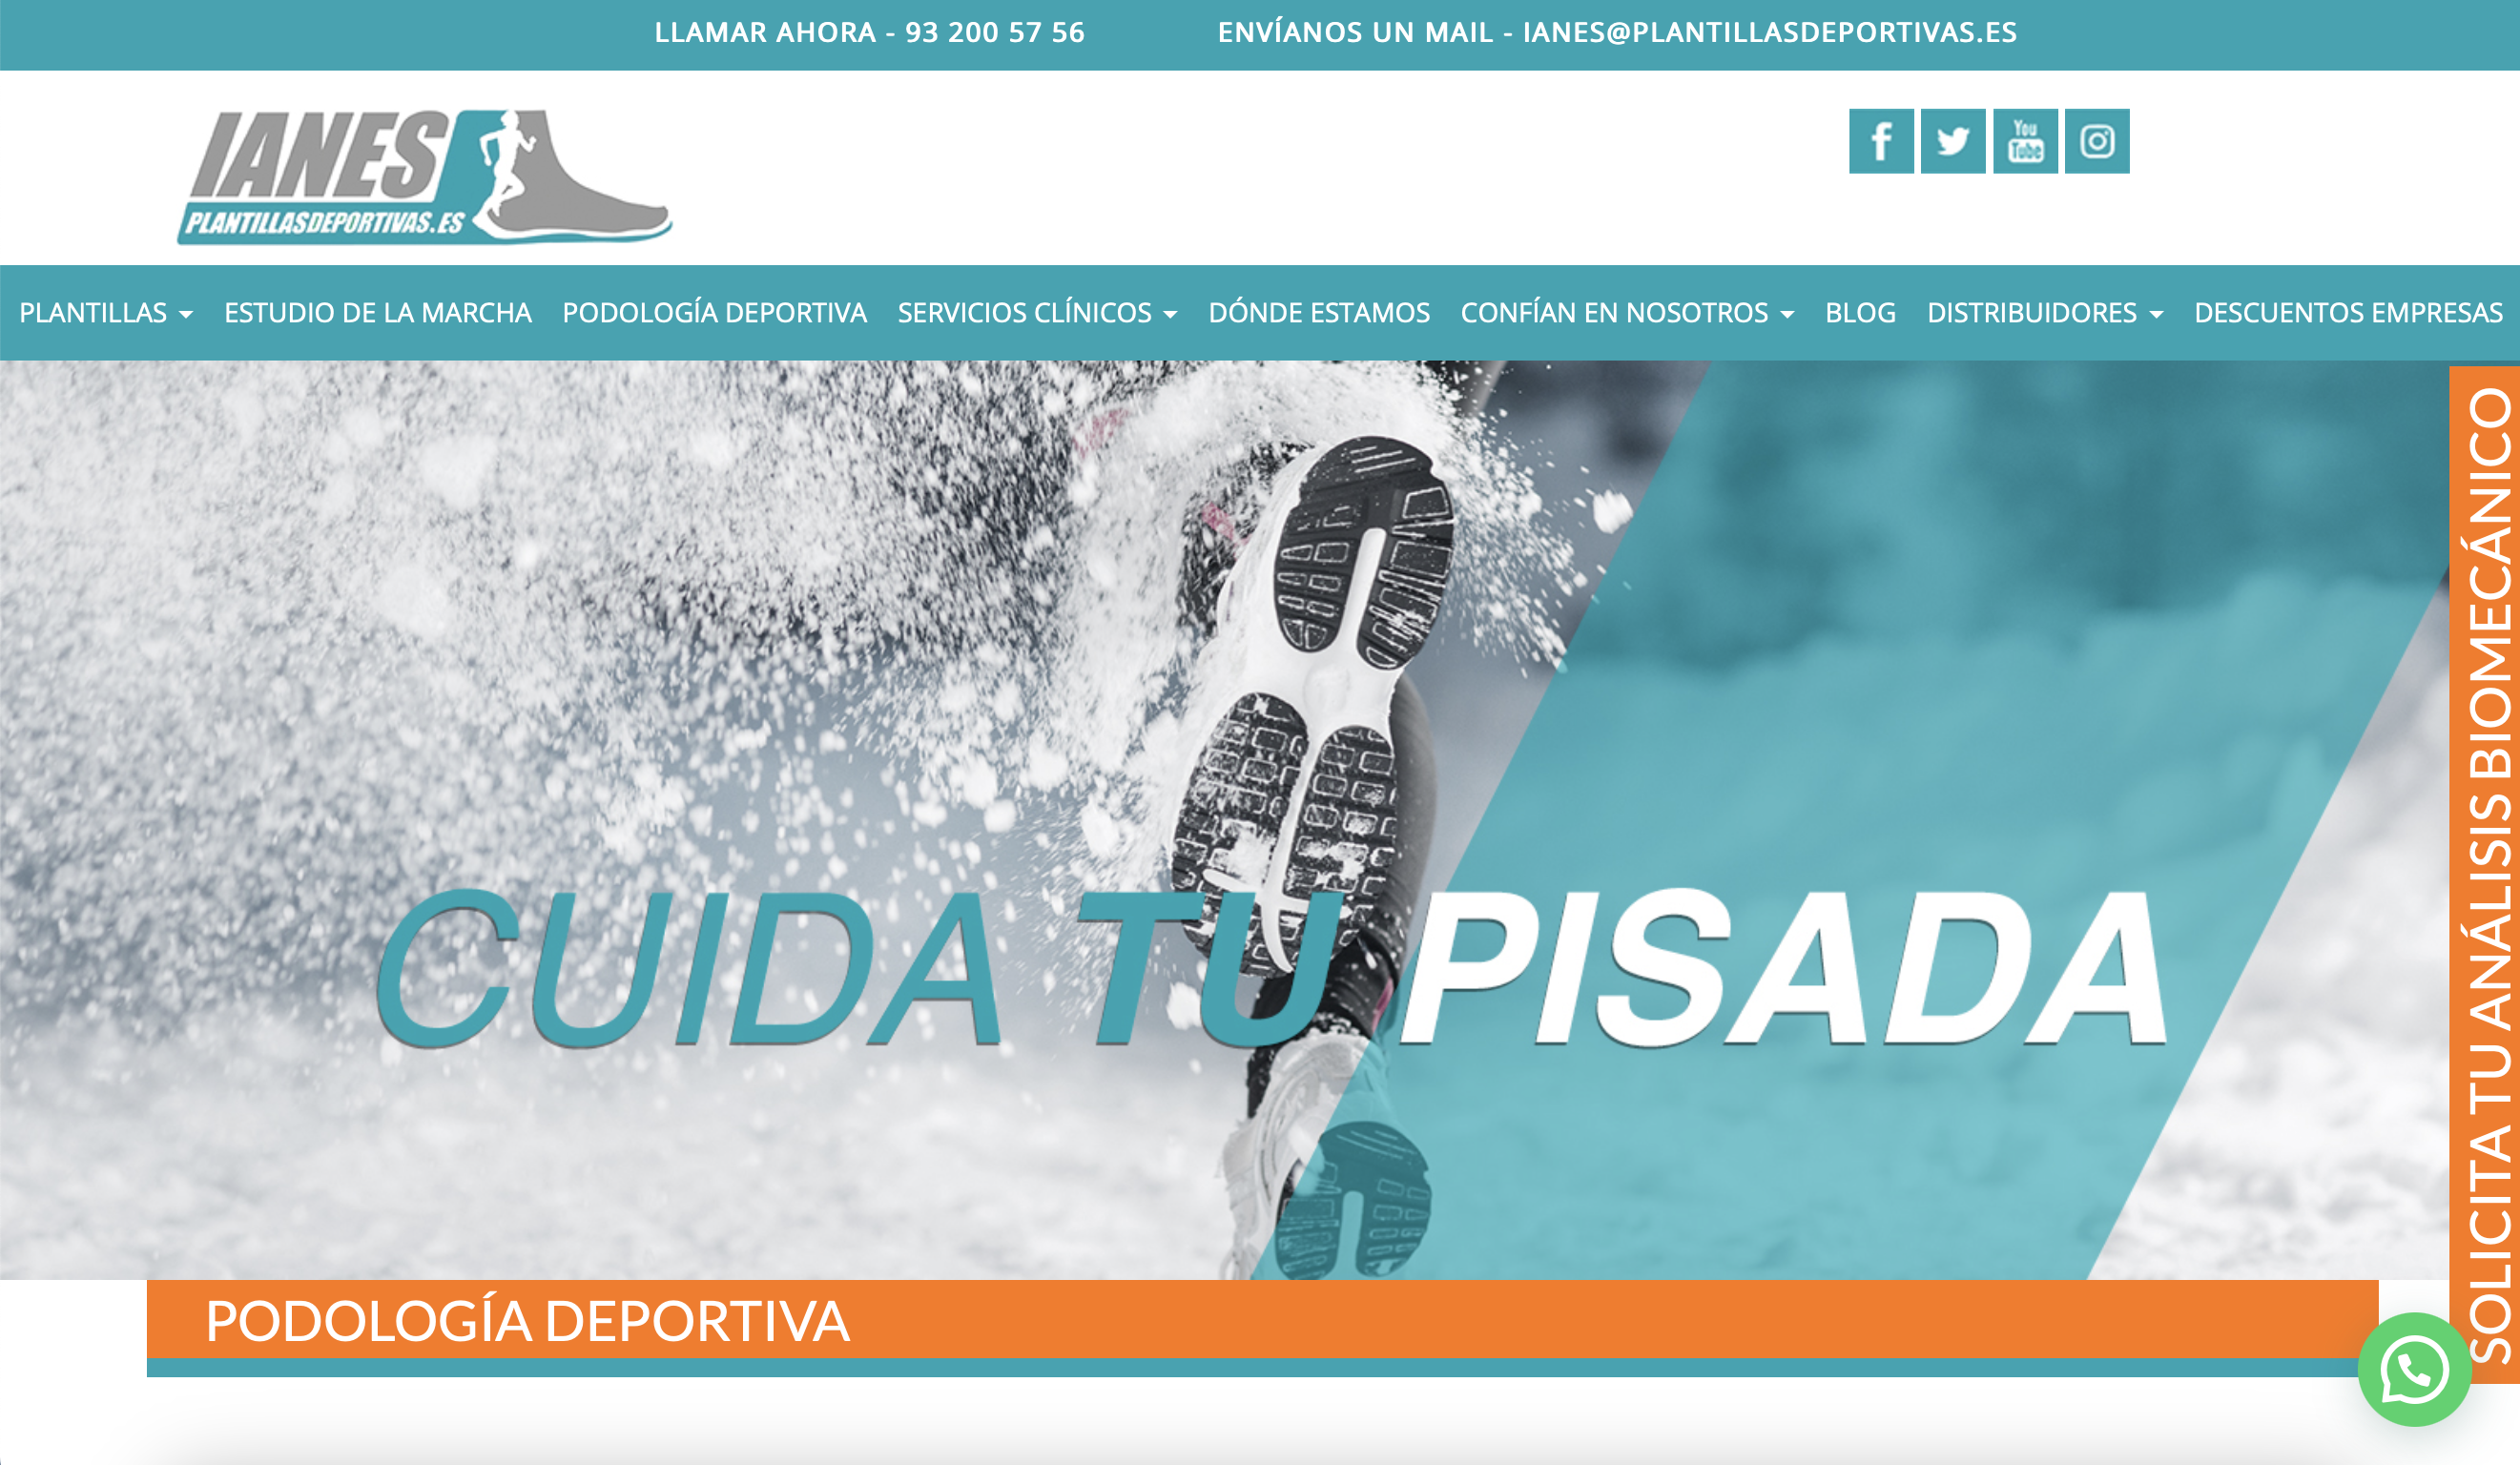 LLAMAR AHORA - 93 200 57 56
ENVÍANOS UN MAIL - IANES@PLANTILLASDEPORTIVAS.ES
IANES
PLANTILLASDEPORTIVAS.ES
You
Tube
PLANTILLAS
ESTUDIO DE LA MARCHA
PODOLOGÍA DEPORTIVA
SERVICIOS CLÍNICOS
DÓNDE ESTAMOS
CONFÍAN EN NOSOTROS
BLOG
DISTRIBUIDORES
DESCUENTOS EMPRESAS
CUIDA TU PISADA
SOLICITA TU ANÁLISIS BIOMECÁNICO
PODOLOGÍA DEPORTIVA